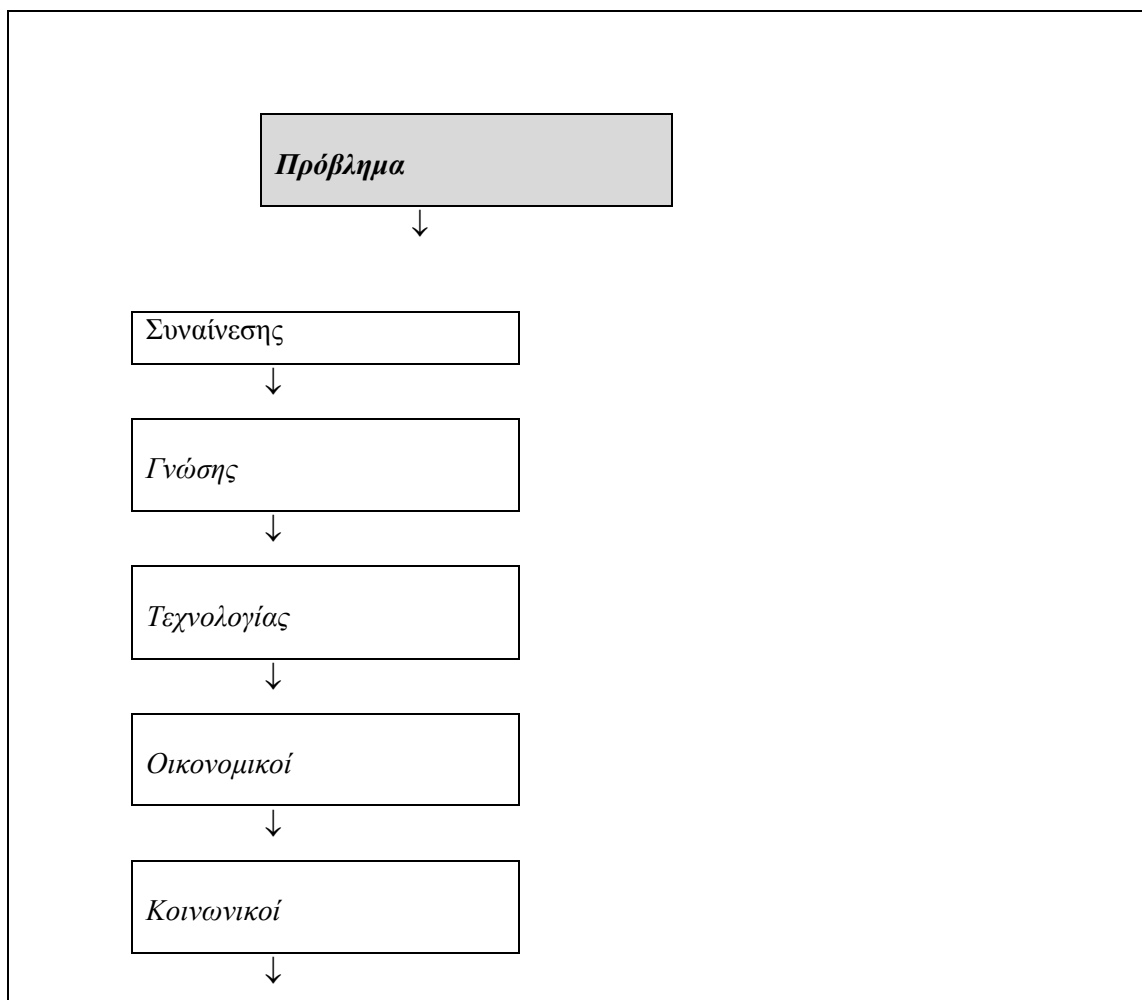 Πρόβλημα
↓
Συναίνεσης
↓
Γνώσης
↓
Τεχνολογίας
↓
Οικονομικοί
↓
Κοινωνικοί
↓